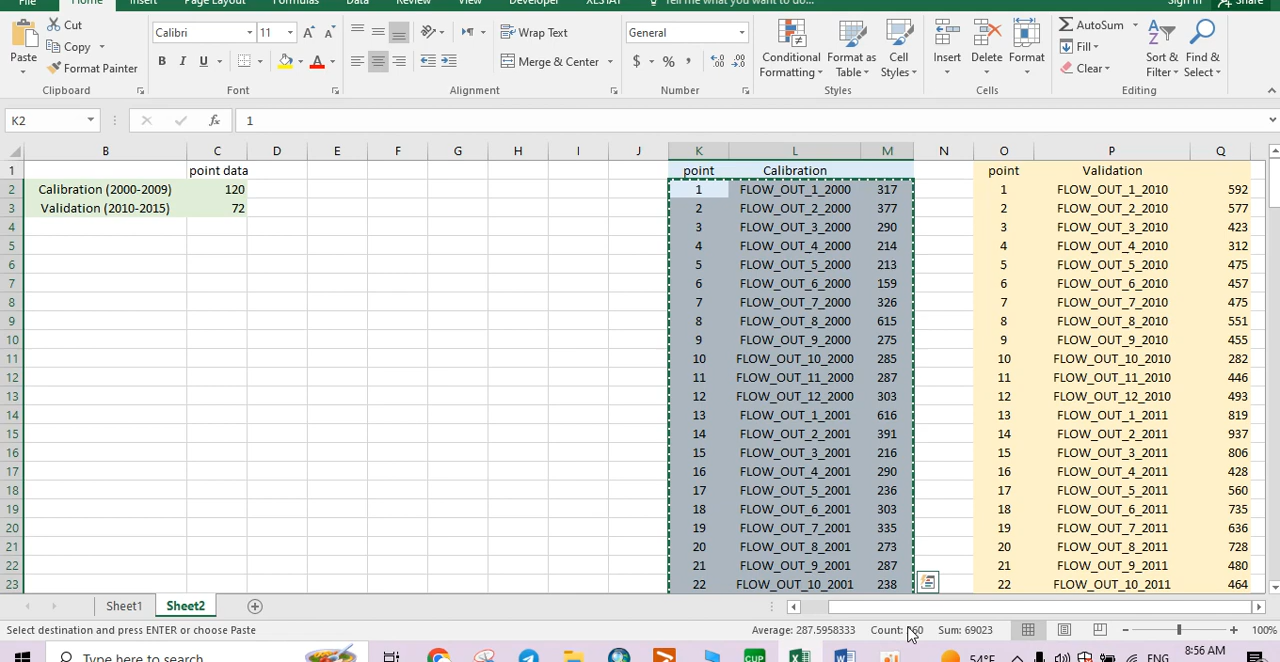 File Home Insert Page Layout Formulas Data Review View Developer XLSTAT Tell me what you want to do... Sign in Share
Paste Cut Copy Format Painter Clipboard
Calibri 11 A A B I U A Font
Wrap Text Merge & Center Alignment
General $ % , Number
Conditional Formatting Format as Table Cell Styles Styles
Insert Delete Format Cells
AutoSum Fill Clear Sort & Filter Find & Select Editing
K2 fx 1
B C D E F G H I J K L M N O P Q
1 point data point Calibration point Validation
2 Calibration (2000-2009) 120 1 FLOW_OUT_1_2000 317 1 FLOW_OUT_1_2010 592
3 Validation (2010-2015) 72 2 FLOW_OUT_2_2000 377 2 FLOW_OUT_2_2010 577
4 3 FLOW_OUT_3_2000 290 3 FLOW_OUT_3_2010 423
5 4 FLOW_OUT_4_2000 214 4 FLOW_OUT_4_2010 312
6 5 FLOW_OUT_5_2000 213 5 FLOW_OUT_5_2010 475
7 6 FLOW_OUT_6_2000 159 6 FLOW_OUT_6_2010 457
8 7 FLOW_OUT_7_2000 326 7 FLOW_OUT_7_2010 475
9 8 FLOW_OUT_8_2000 615 8 FLOW_OUT_8_2010 551
10 9 FLOW_OUT_9_2000 275 9 FLOW_OUT_9_2010 455
11 10 FLOW_OUT_10_2000 285 10 FLOW_OUT_10_2010 282
12 11 FLOW_OUT_11_2000 287 11 FLOW_OUT_11_2010 446
13 12 FLOW_OUT_12_2000 303 12 FLOW_OUT_12_2010 493
14 13 FLOW_OUT_1_2001 616 13 FLOW_OUT_1_2011 819
15 14 FLOW_OUT_2_2001 391 14 FLOW_OUT_2_2011 937
16 15 FLOW_OUT_3_2001 216 15 FLOW_OUT_3_2011 806
17 16 FLOW_OUT_4_2001 290 16 FLOW_OUT_4_2011 428
18 17 FLOW_OUT_5_2001 236 17 FLOW_OUT_5_2011 560
19 18 FLOW_OUT_6_2001 303 18 FLOW_OUT_6_2011 735
20 19 FLOW_OUT_7_2001 335 19 FLOW_OUT_7_2011 636
21 20 FLOW_OUT_8_2001 273 20 FLOW_OUT_8_2011 728
22 21 FLOW_OUT_9_2001 287 21 FLOW_OUT_9_2011 480
23 22 FLOW_OUT_10_2001 238 22 FLOW_OUT_10_2011 464
Sheet1 Sheet2
Select destination and press ENTER or choose Paste Average: 287.5958333 Count: Sum: 69023 100%
Type here to search CUP 54°F ENG 8:56 AM